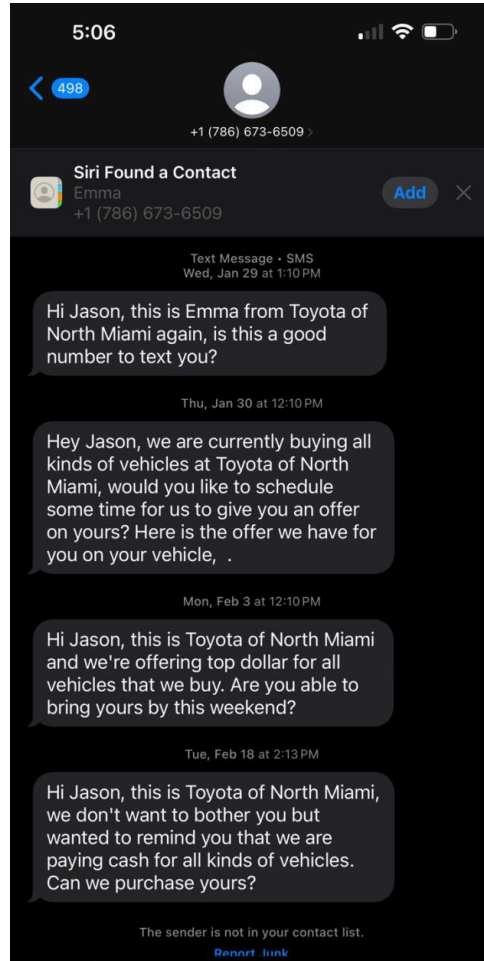 5:06
498
+1 (786) 673-6509
Siri Found a Contact
Emma
+1 (786) 673-6509
Add
Text Message • SMS
Wed, Jan 29 at 1:10 PM
Hi Jason, this is Emma from Toyota of
North Miami again, is this a good
number to text you?
Thu, Jan 30 at 12:10 PM
Hey Jason, we are currently buying all
kinds of vehicles at Toyota of North
Miami, would you like to schedule
some time for us to give you an offer
on yours? Here is the offer we have for
you on your vehicle,  .
Mon, Feb 3 at 12:10 PM
Hi Jason, this is Toyota of North Miami
and we're offering top dollar for all
vehicles that we buy. Are you able to
bring yours by this weekend?
Tue, Feb 18 at 2:13 PM
Hi Jason, this is Toyota of North Miami,
we don't want to bother you but
wanted to remind you that we are
paying cash for all kinds of vehicles.
Can we purchase yours?
The sender is not in your contact list.
Report Junk